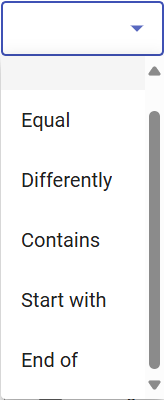 Equal
Differently
Contains
Start with
End of